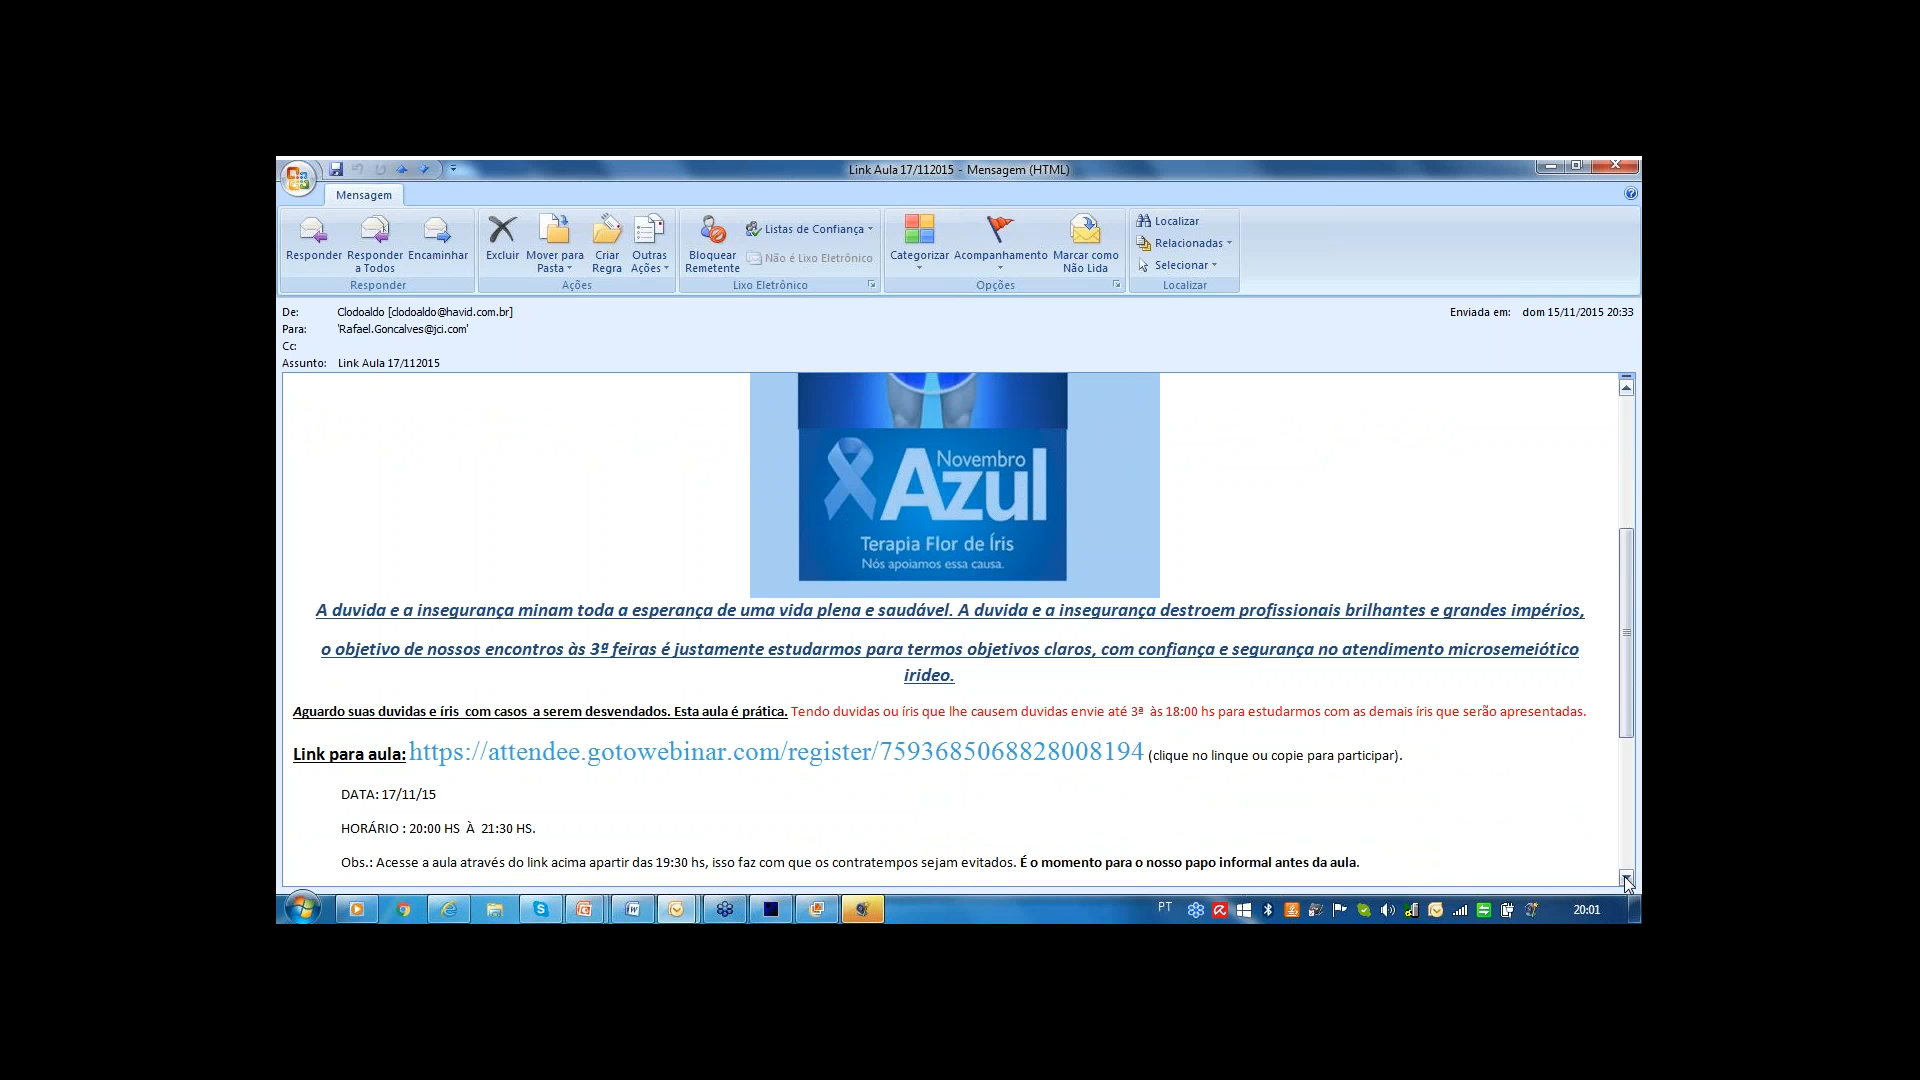 Link Aula 17/112015 - Mensagem (HTML)
Mensagem
Responder
Responder a Todos
Encaminhar
Responder
Excluir
Mover para Pasta
Criar Regra
Outras Ações
Ações
Bloquear Remetente
Listas de Confiança
Não é Lixo Eletrônico
Lixo Eletrônico
Categorizar
Acompanhamento
Marcar como Não Lida
Opções
Localizar
Relacionadas
Selecionar
Localizar
De: Clodoaldo [clodoaldo@havid.com.br]
Enviada em: dom 15/11/2015 20:33
Para: 'Rafael.Goncalves@jci.com'
Cc:
Assunto: Link Aula 17/112015
Novembro
Azul
Terapia Flor de Íris
Nós apoiamos essa causa.
A duvida e a insegurança minam toda a esperança de uma vida plena e saudável. A duvida e a insegurança destroem profissionais brilhantes e grandes impérios,
o objetivo de nossos encontros às 3ª feiras é justamente estudarmos para termos objetivos claros, com confiança e segurança no atendimento microsemeiótico
irideo.
Aguardo suas duvidas e íris com casos a serem desvendados. Esta aula é prática. Tendo duvidas ou íris que lhe causem duvidas envie até 3ª às 18:00 hs para estudarmos com as demais íris que serão apresentadas.
Link para aula: https://attendee.gotowebinar.com/register/7593685068828008194 (clique no linque ou copie para participar).
DATA: 17/11/15
HORÁRIO : 20:00 HS À 21:30 HS.
Obs.: Acesse a aula através do link acima apartir das 19:30 hs, isso faz com que os contratempos sejam evitados. É o momento para o nosso papo informal antes da aula.
PT
20:01